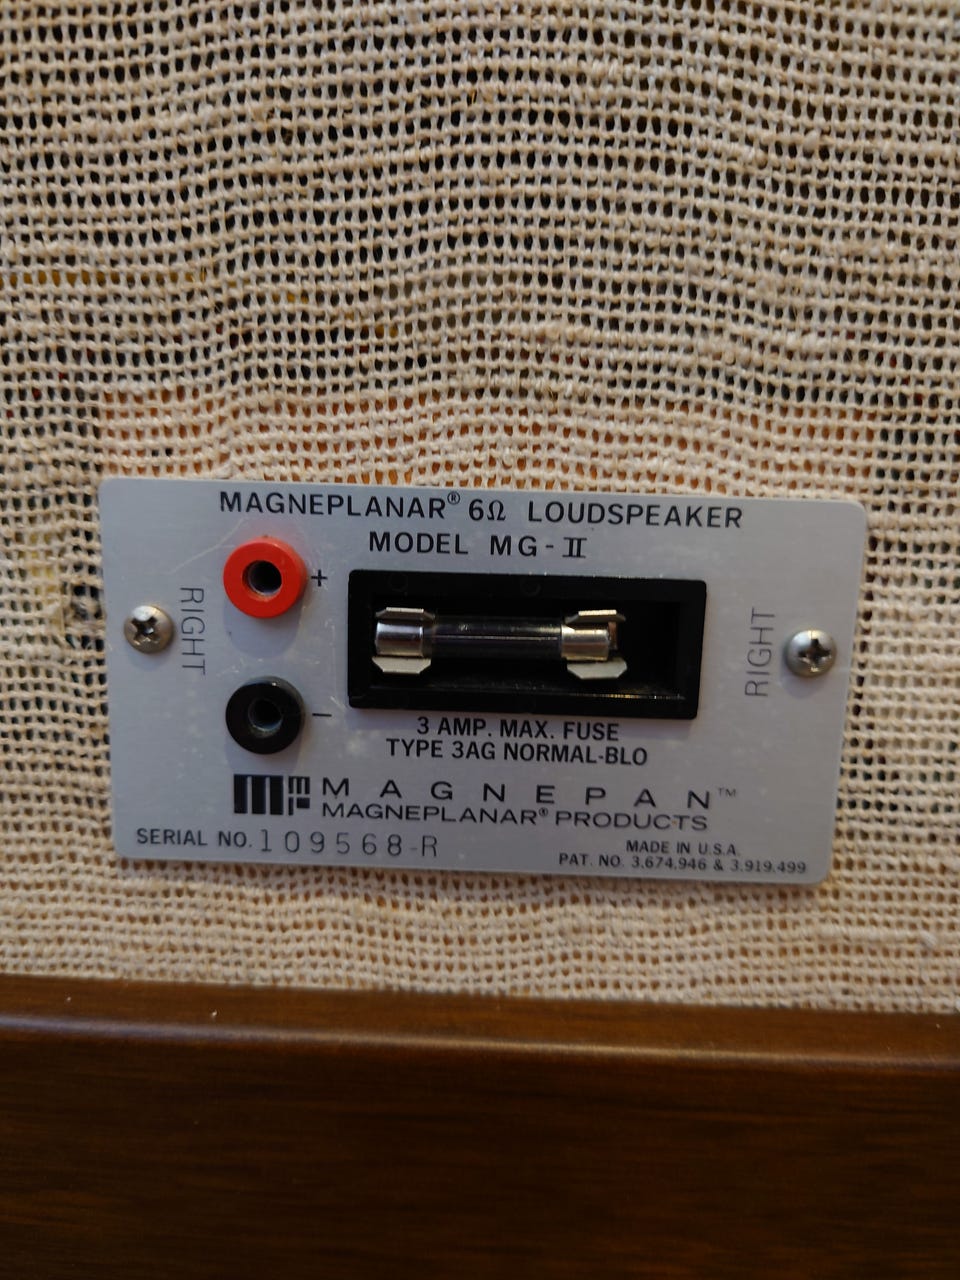 MAGNEPLANAR® 6Ω LOUDSPEAKER
MODEL MG-II
+
RIGHT
RIGHT
–
3 AMP. MAX. FUSE
TYPE 3AG NORMAL-BLO
MAGNEPAN™
MAGNEPLANAR® PRODUCTS
SERIAL NO. 109568-R
MADE IN U.S.A.
PAT. NO. 3,674,946 & 3,919,499